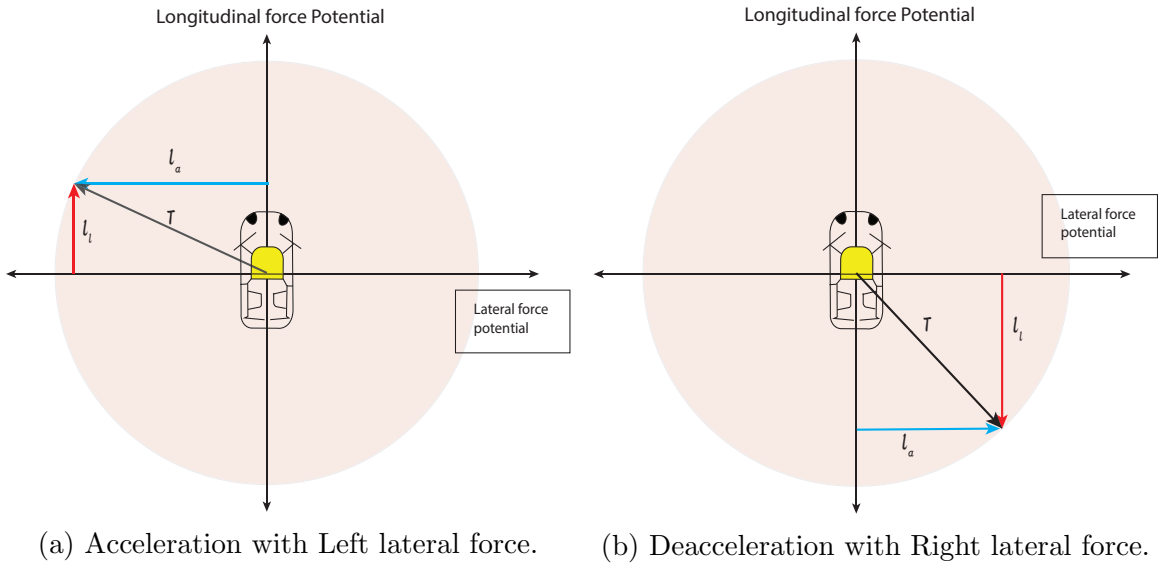 Longitudinal force Potential
l_a
T
l_l
Lateral force
potential
(a) Acceleration with Left lateral force.
Longitudinal force Potential
Lateral force
potential
T
l_l
l_a
(b) Deacceleration with Right lateral force.